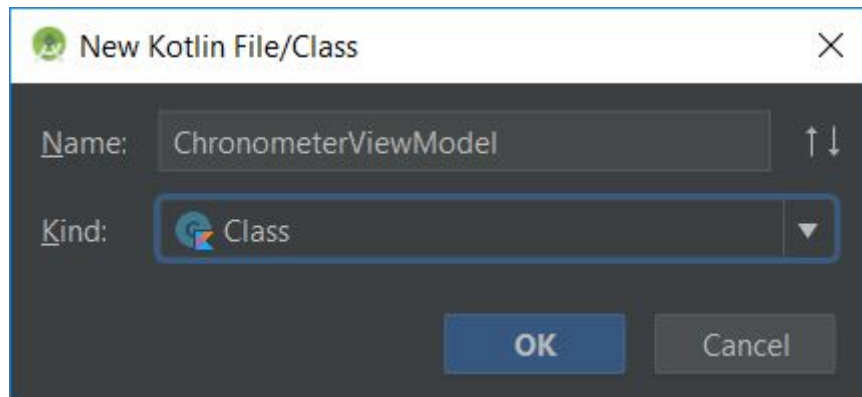 New Kotlin File/Class
Name: ChronometerViewModel
Kind: Class
OK Cancel